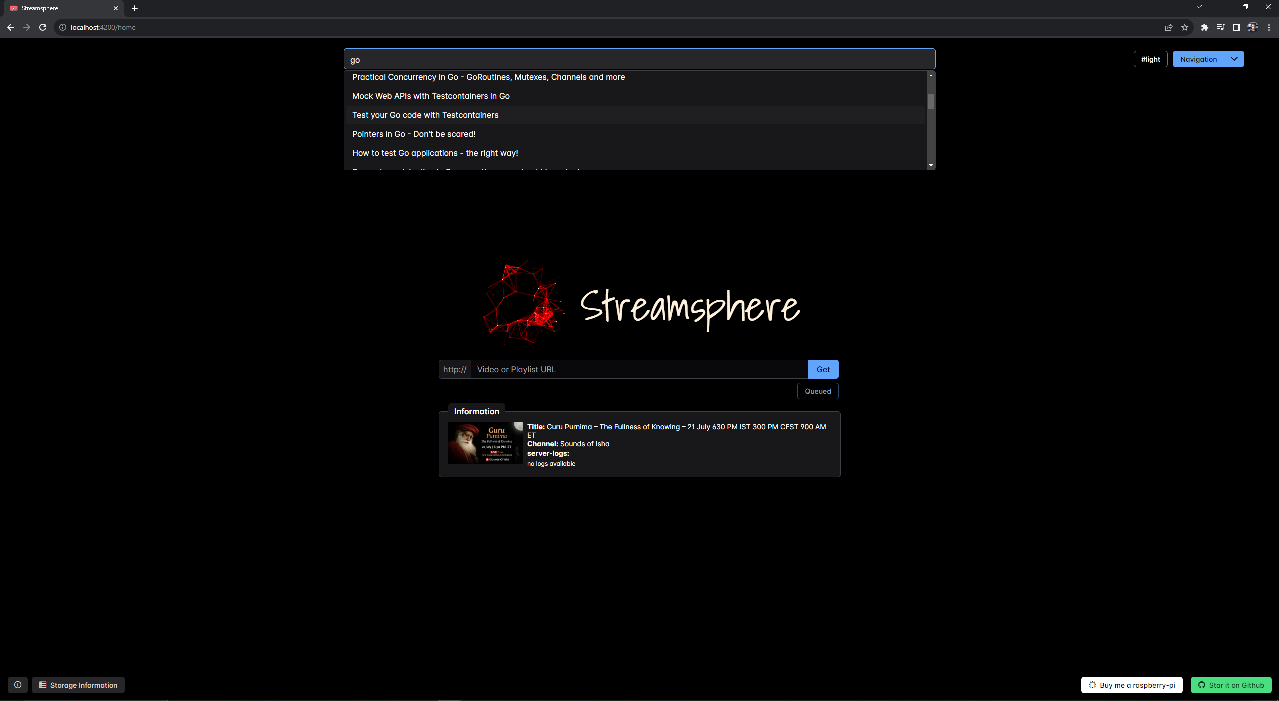 Streamsphere
localhost:4200/home
go
#light
Navigation
Practical Concurrency in Go - GoRoutines, Mutexes, Channels and more
Mock Web APIs with Testcontainers in Go
Test your Go code with Testcontainers
Pointers in Go - Don't be scared!
How to test Go applications - the right way!
Streamsphere
http://
Video or Playlist URL
Get
Queued
Information
Guru
Purnima
Title: Guru Purnima – The Fullness of Knowing – 21 July 630 PM IST 300 PM CEST 900 AM
ET
Channel: Sounds of Isha
server-logs:
no logs available
Storage Information
Buy me a raspberry-pi
Star it on Github